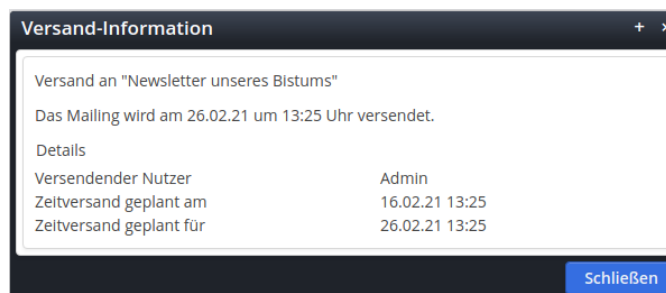 Versand-Information
Versand an "Newsletter unseres Bistums"
Das Mailing wird am 26.02.21 um 13:25 Uhr versendet.
Details
Versendender Nutzer Admin
Zeitversand geplant am 16.02.21 13:25
Zeitversand geplant für 26.02.21 13:25
Schließen